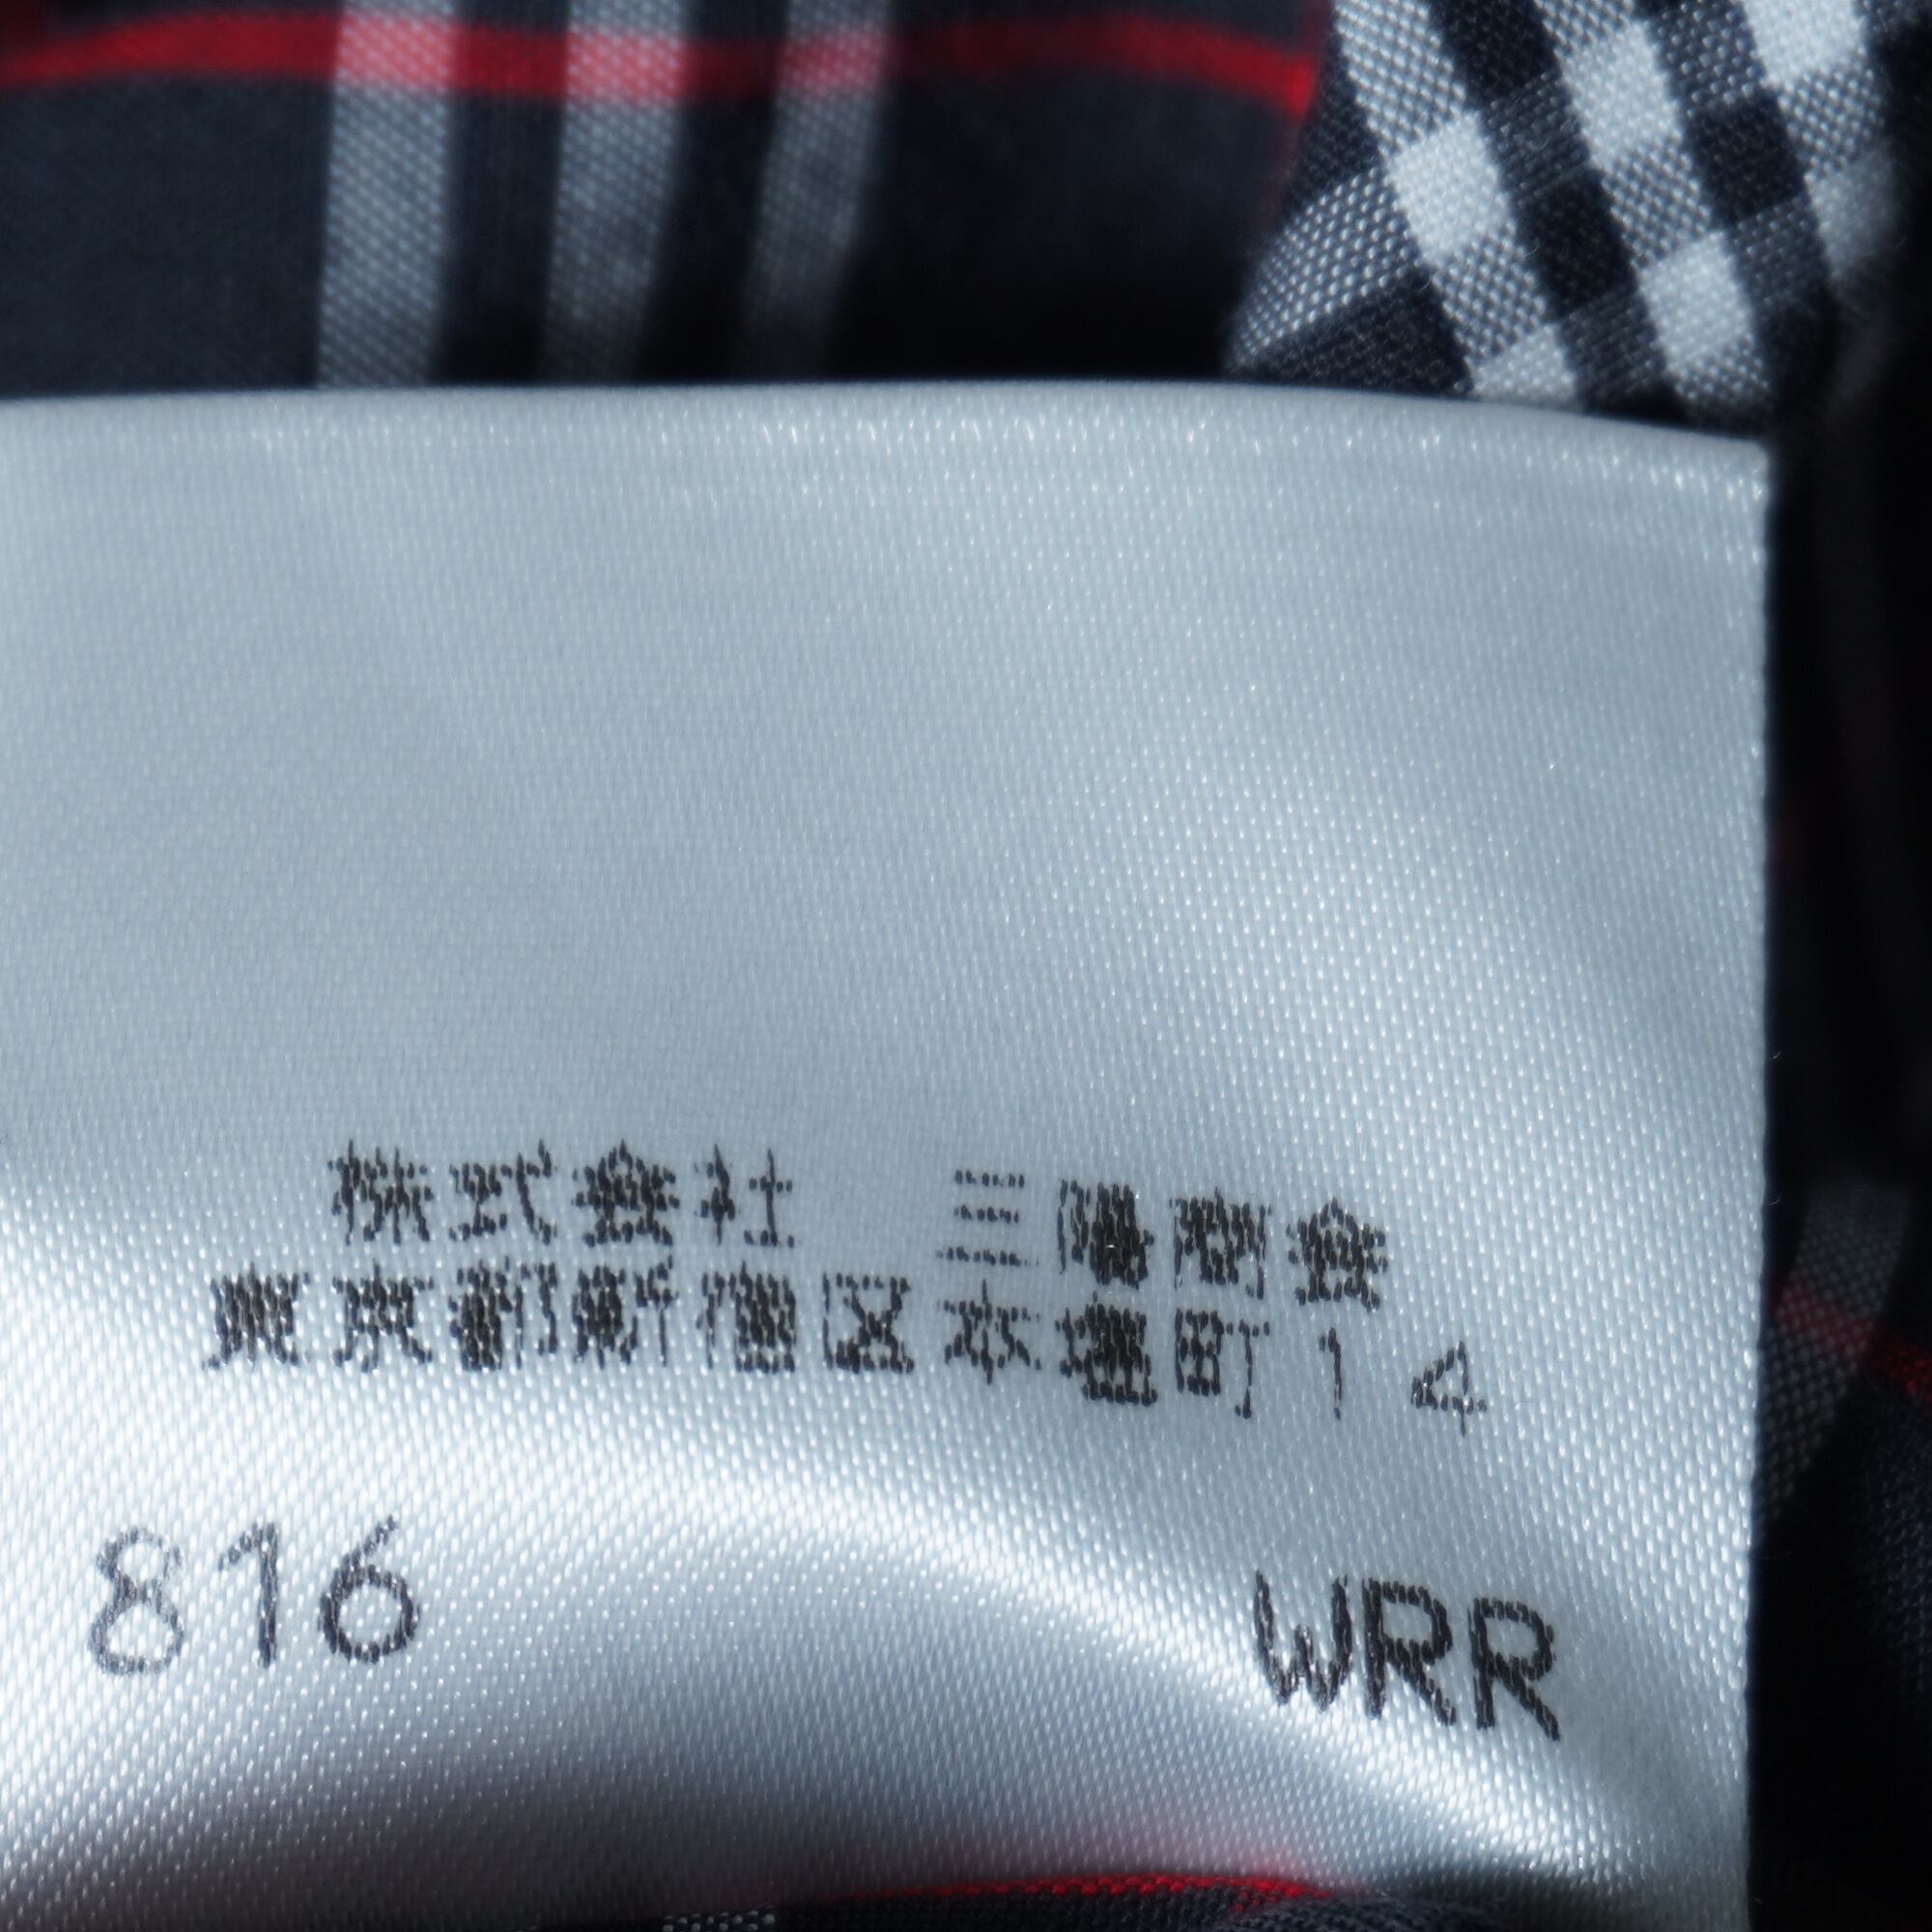 株式会社　三陽商会
東京都新宿区本塩町１４
816 WRR